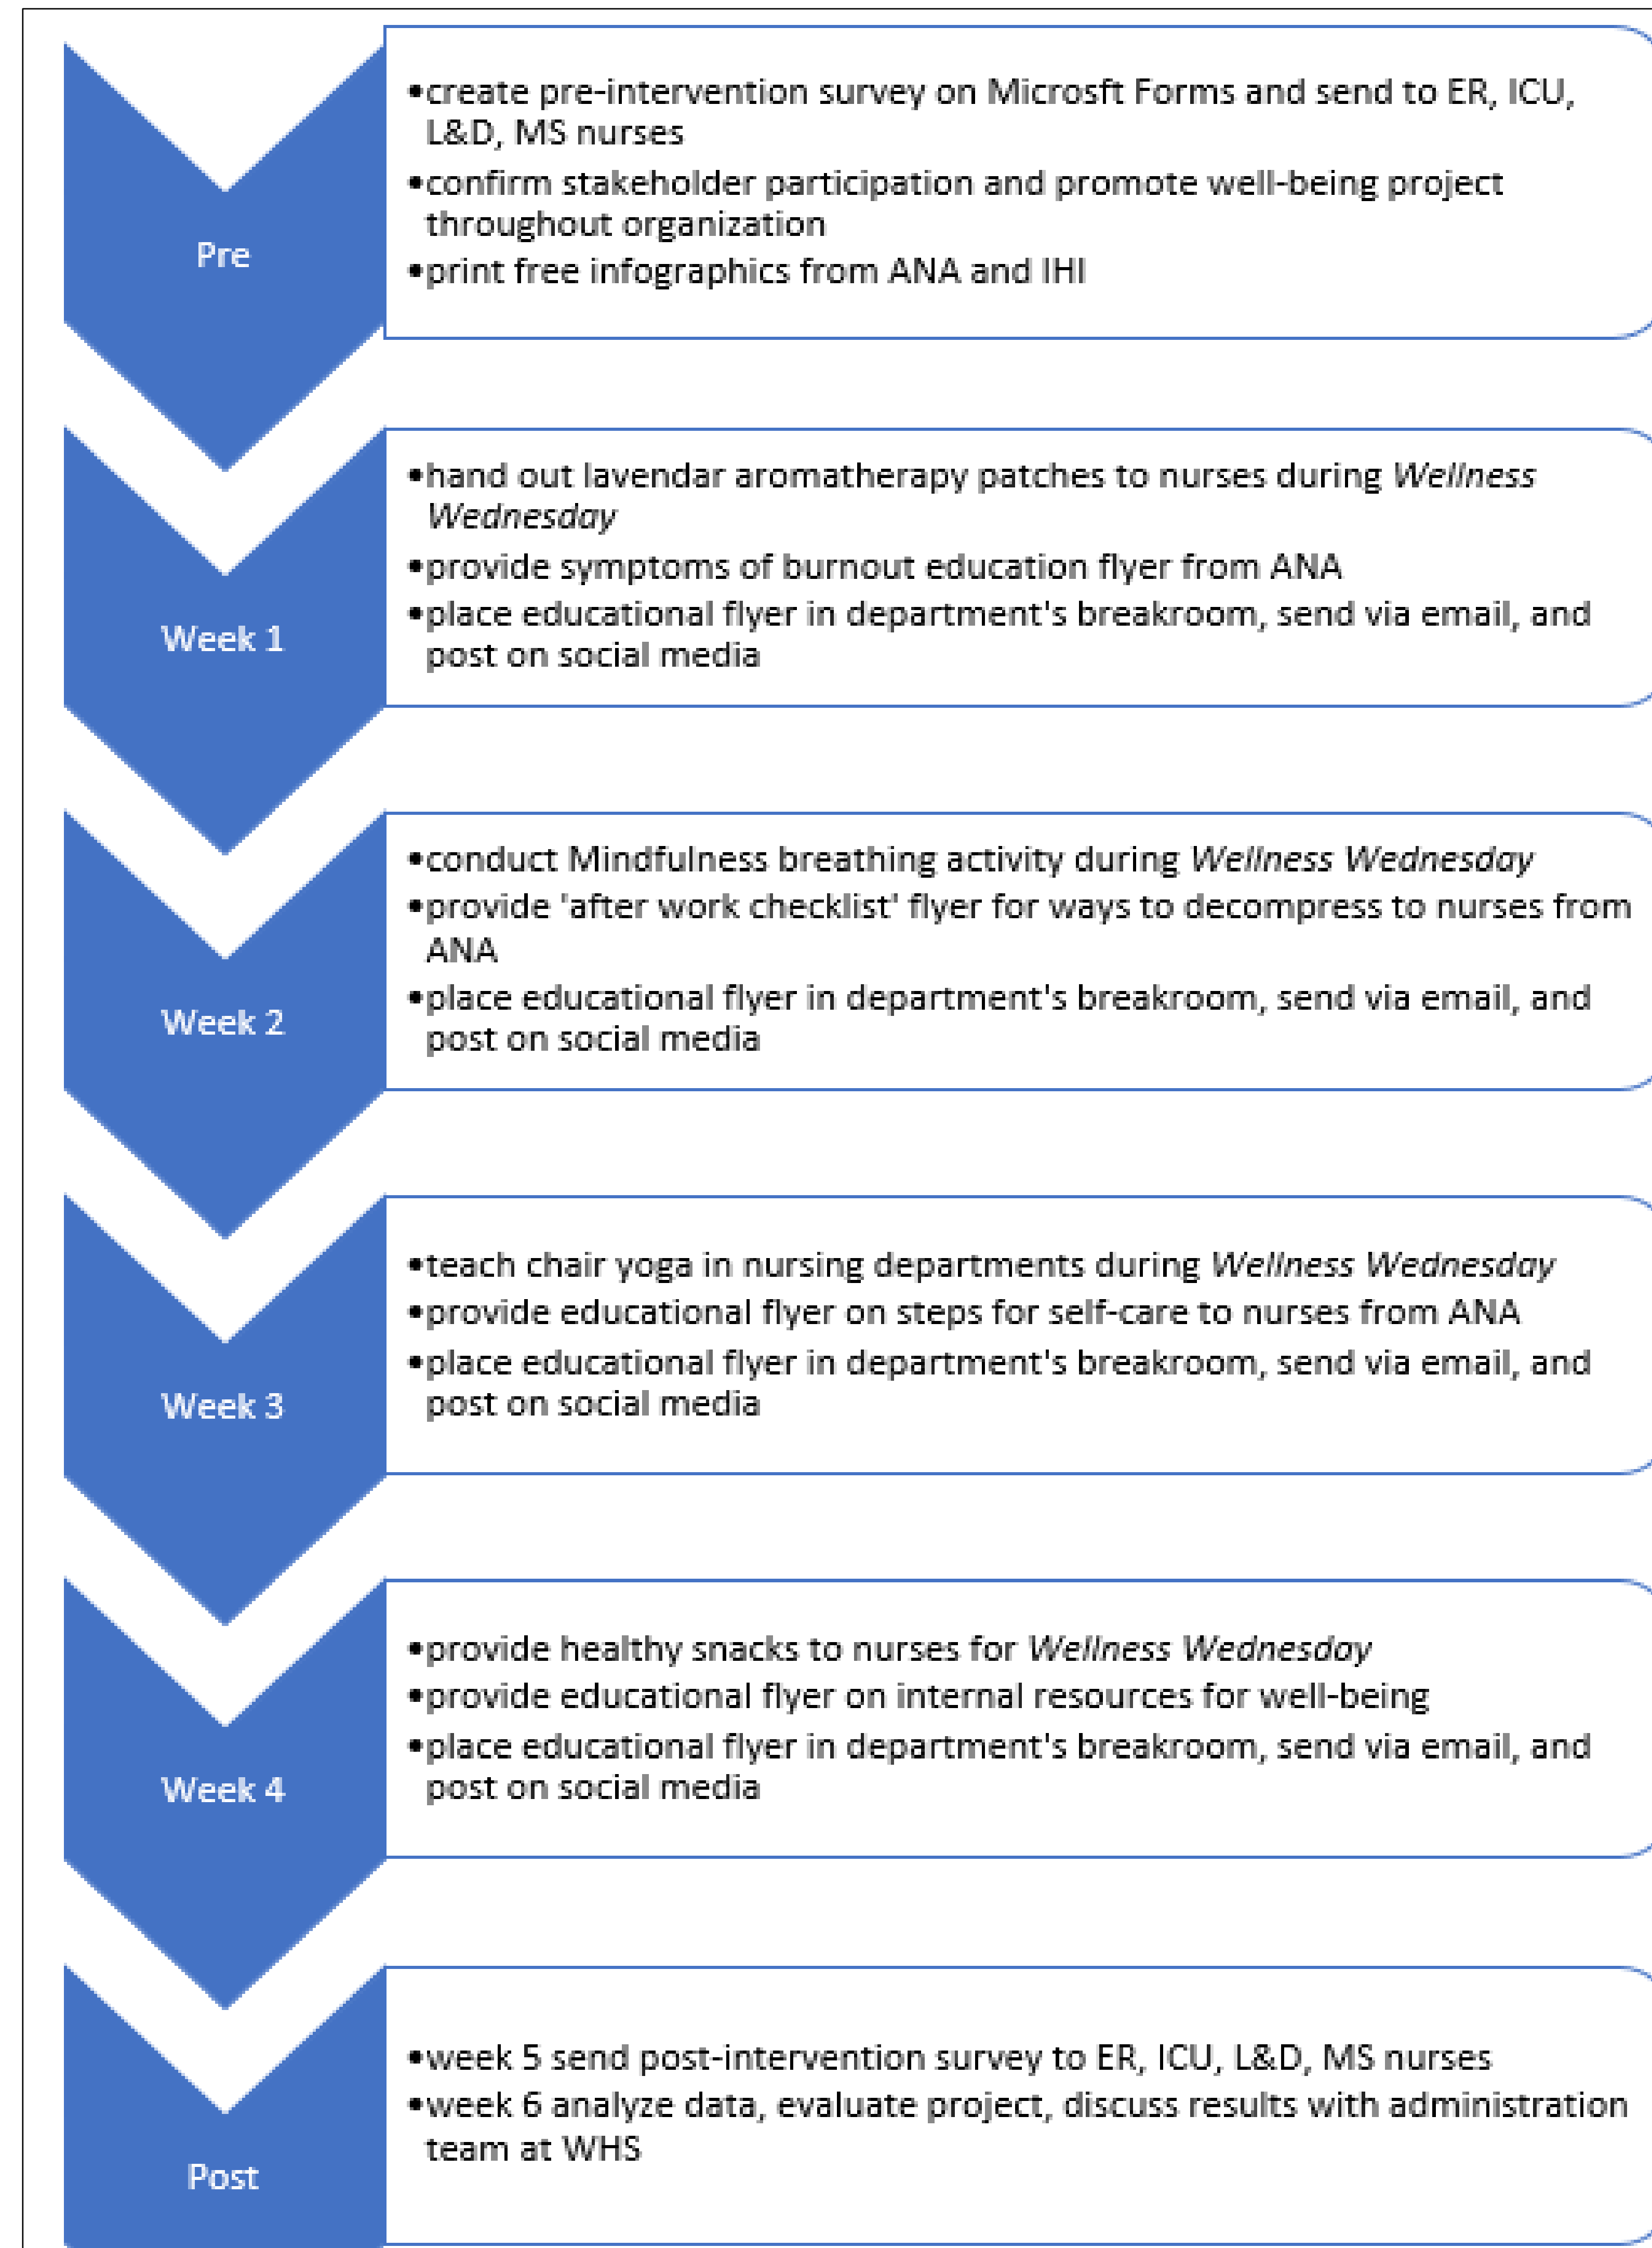 Pre
•create pre-intervention survey on Microsft Forms and send to ER, ICU,
L&D, MS nurses
•confirm stakeholder participation and promote well-being project
throughout organization
•print free infographics from ANA and IHI
Week 1
•hand out lavendar aromatherapy patches to nurses during Wellness
Wednesday
•provide symptoms of burnout education flyer from ANA
•place educational flyer in department's breakroom, send via email, and
post on social media
Week 2
•conduct Mindfulness breathing activity during Wellness Wednesday
•provide 'after work checklist' flyer for ways to decompress to nurses from
ANA
•place educational flyer in department's breakroom, send via email, and
post on social media
Week 3
•teach chair yoga in nursing departments during Wellness Wednesday
•provide educational flyer on steps for self-care to nurses from ANA
•place educational flyer in department's breakroom, send via email, and
post on social media
Week 4
•provide healthy snacks to nurses for Wellness Wednesday
•provide educational flyer on internal resources for well-being
•place educational flyer in department's breakroom, send via email, and
post on social media
Post
•week 5 send post-intervention survey to ER, ICU, L&D, MS nurses
•week 6 analyze data, evaluate project, discuss results with administration
team at WHS